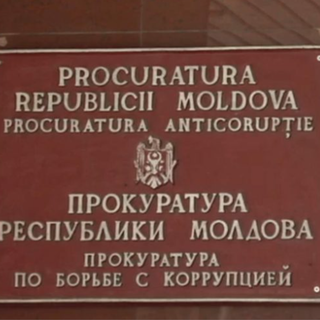 PROCURATURA
REPUBLICII MOLDOVA
PROCURATURA ANTICORUPȚIE
ПРОКУРАТУРА
РЕСПУБЛИКИ МОЛДОВА
ПРОКУРАТУРА
ПО БОРЬБЕ С КОРРУПЦИЕЙ